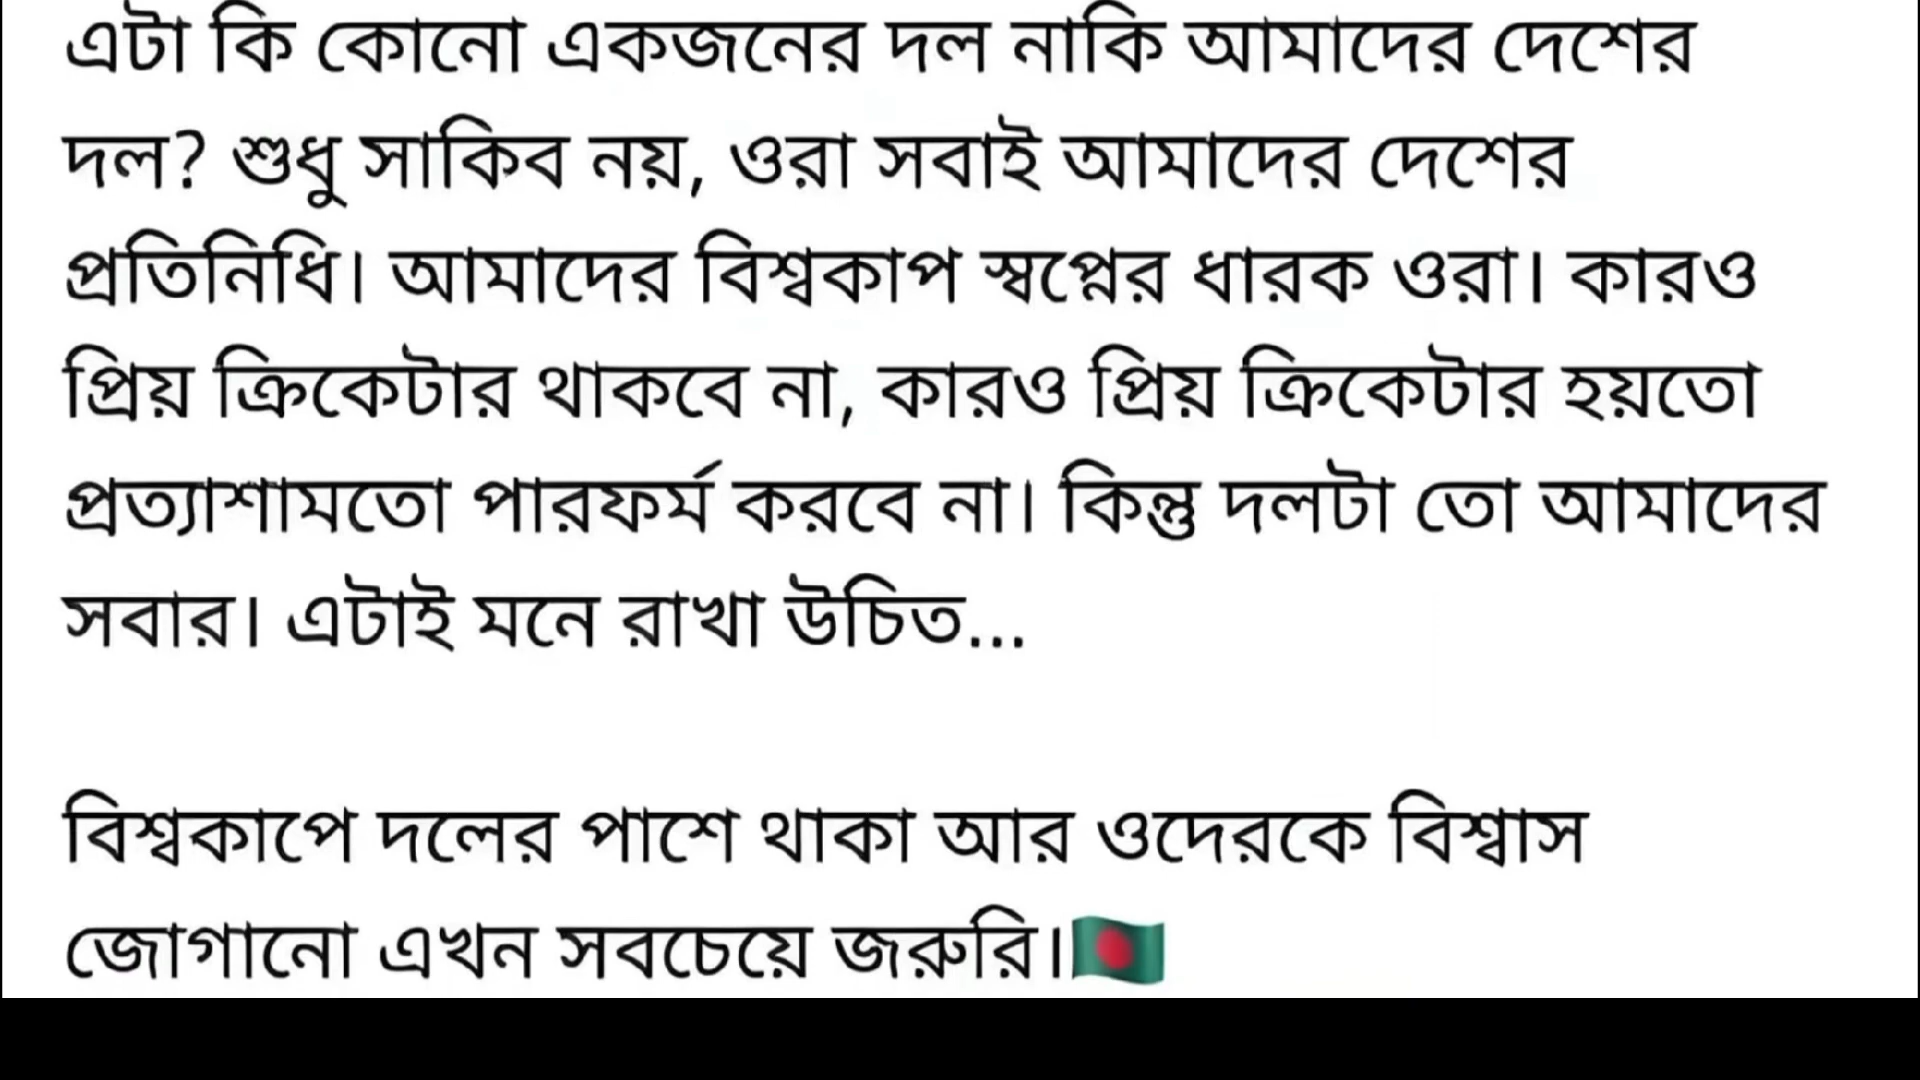 এটা কি কোনো একজনের দল নাকি আমাদের দেশের
দল? শুধু সাকিব নয়, ওরা সবাই আমাদের দেশের
প্রতিনিধি। আমাদের বিশ্বকাপ স্বপ্নের ধারক ওরা। কারও
প্রিয় ক্রিকেটার থাকবে না, কারও প্রিয় ক্রিকেটার হয়তো
প্রত্যাশামতো পারফর্ম করবে না। কিন্তু দলটা তো আমাদের
সবার। এটাই মনে রাখা উচিত...
বিশ্বকাপে দলের পাশে থাকা আর ওদেরকে বিশ্বাস
জোগানো এখন সবচেয়ে জরুরি।🇧🇩